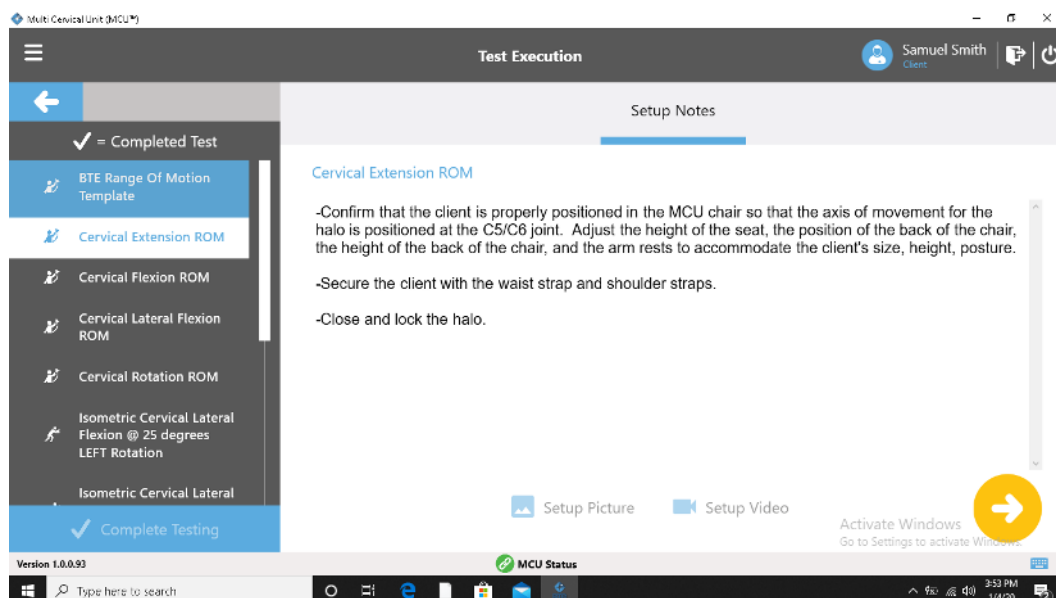 Multi Cervical Unit (MCU™)
Test Execution
Samuel Smith
Client
Setup Notes
✓ = Completed Test
BTE Range Of Motion
Template
Cervical Extension ROM
Cervical Flexion ROM
Cervical Lateral Flexion
ROM
Cervical Rotation ROM
Isometric Cervical Lateral
Flexion @ 25 degrees
LEFT Rotation
Isometric Cervical Lateral
Complete Testing
Cervical Extension ROM
-Confirm that the client is properly positioned in the MCU chair so that the axis of movement for the
halo is positioned at the C5/C6 joint. Adjust the height of the seat, the position of the back of the chair,
the height of the back of the chair, and the arm rests to accommodate the client's size, height, posture.
-Secure the client with the waist strap and shoulder straps.
-Close and lock the halo.
Setup Picture
Setup Video
Activate Windows
Go to Settings to activate Windows.
Version 1.0.0.93
MCU Status
Type here to search
3:53 PM
1/4/20